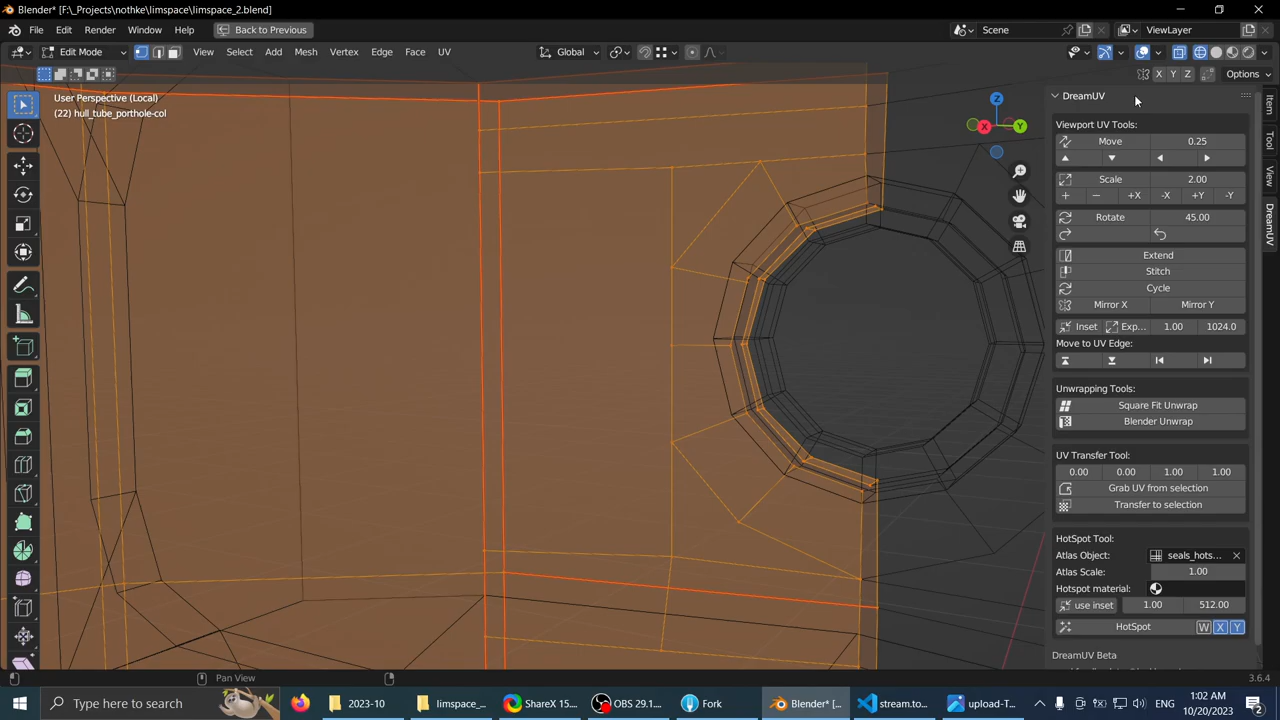 Blender* [F:\_Projects\nothke\limspace\limspace_2.blend]
File Edit Render Window Help Back to Previous Scene ViewLayer
Edit Mode View Select Add Mesh Vertex Edge Face UV Global
X Y Z Options
User Perspective (Local)
(22) hull_tube_porthole-col
Z
X Y
DreamUV
Viewport UV Tools:
Move 0.25
Scale 2.00
+ − +X -X +Y -Y
Rotate 45.00
Extend
Stitch
Cycle
Mirror X Mirror Y
Inset Exp... 1.00 1024.0
Move to UV Edge:
Unwrapping Tools:
Square Fit Unwrap
Blender Unwrap
UV Transfer Tool:
0.00 0.00 1.00 1.00
Grab UV from selection
Transfer to selection
HotSpot Tool:
Atlas Object: seals_hots...
Atlas Scale: 1.00
Hotspot material:
use inset 1.00 512.00
HotSpot W X Y
DreamUV Beta
Item
Tool
View
DreamUV
Pan View 3.6.4
Type here to search 2023-10 limspace_... ShareX 15.... OBS 29.1.... Fork Blender* [... stream.to... upload-T... 1:02 AM
10/20/2023 2